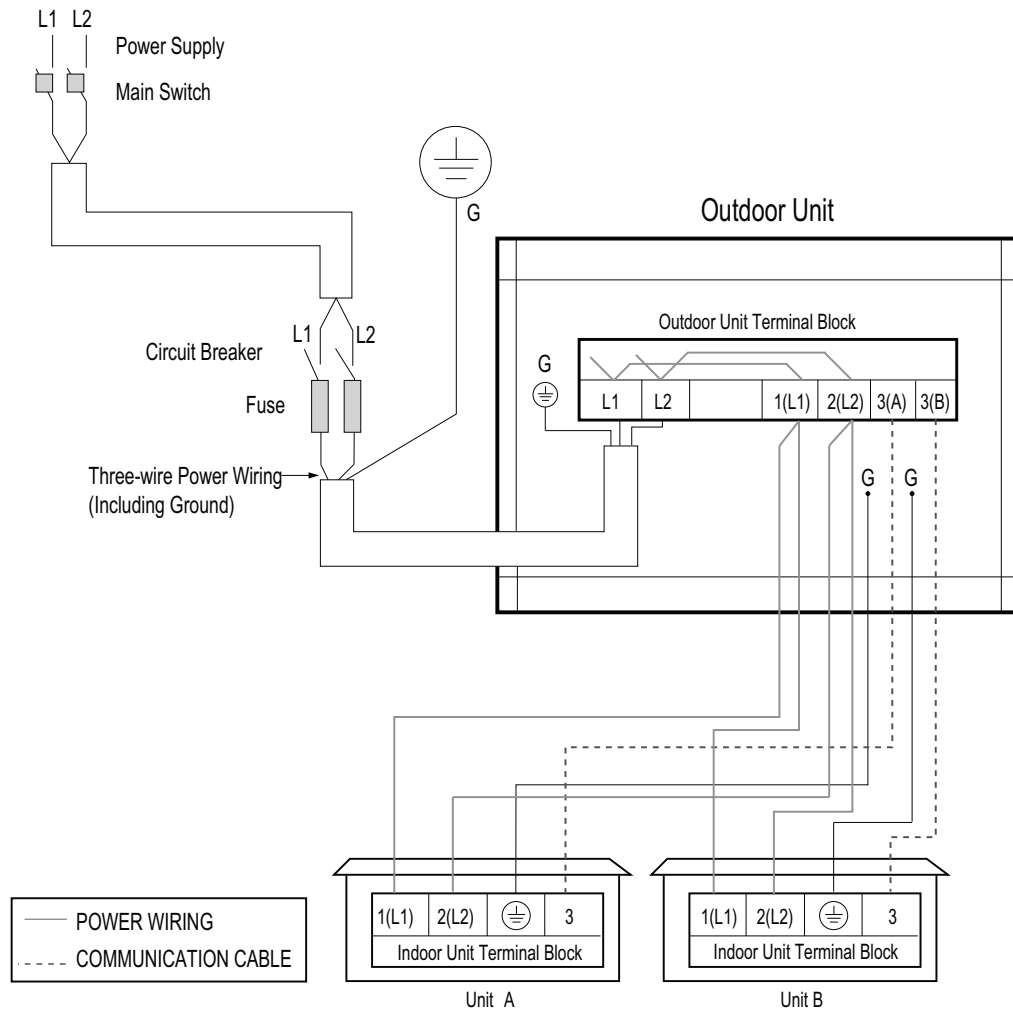 L1 L2
Power Supply
Main Switch
G
Outdoor Unit
Outdoor Unit Terminal Block
L1 L2
Circuit Breaker
G
L1 L2 1(L1) 2(L2) 3(A) 3(B)
Fuse
Three-wire Power Wiring
(Including Ground)
G G
1(L1) 2(L2) 3
Indoor Unit Terminal Block
Unit A
1(L1) 2(L2) 3
Indoor Unit Terminal Block
Unit B
POWER WIRING
COMMUNICATION CABLE